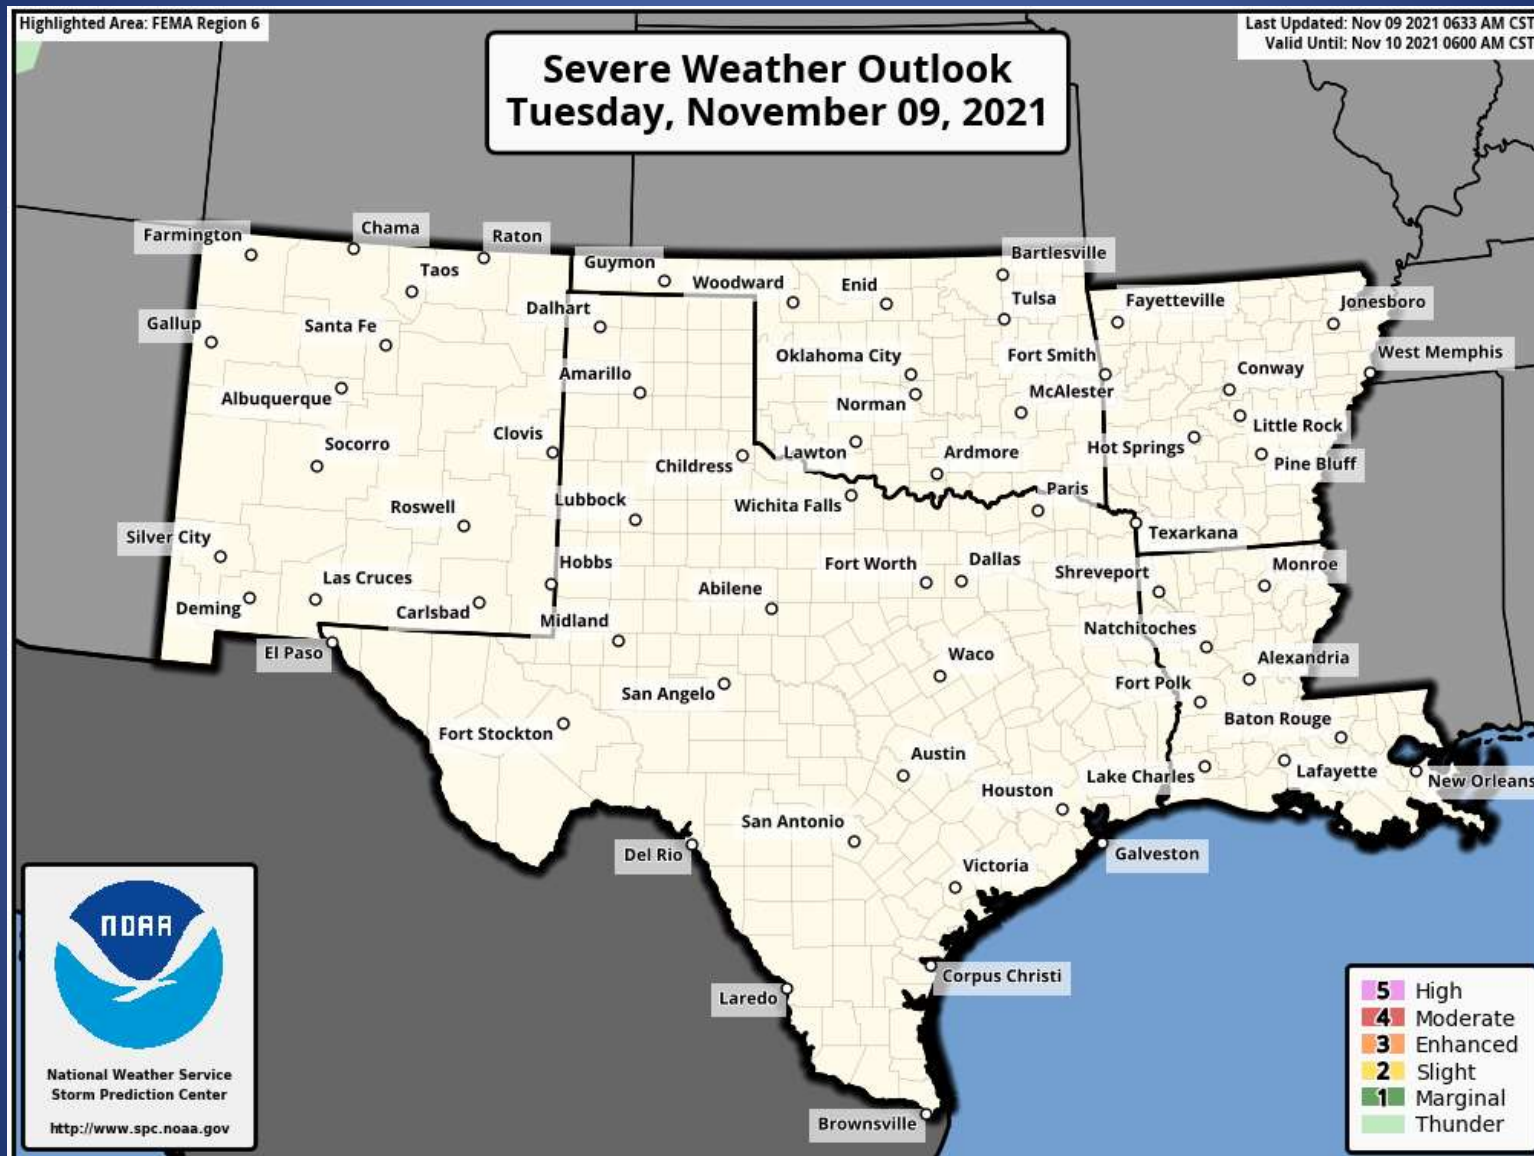 Highlighted Area: FEMA Region 6
Last Updated: Nov 09 2021 0633 AM CST
Valid Until: Nov 10 2021 0600 AM CST
Severe Weather Outlook
Tuesday, November 09, 2021
Farmington
Chama
Raton
Taos
Guymon
Woodward
Enid
Bartlesville
Tulsa
Fayetteville
Jonesboro
Gallup
Santa Fe
Dalhart
Oklahoma City
Fort Smith
West Memphis
Albuquerque
Amarillo
Norman
McAlester
Conway
Little Rock
Socorro
Clovis
Childress
Lawton
Ardmore
Hot Springs
Pine Bluff
Roswell
Lubbock
Wichita Falls
Paris
Texarkana
Silver City
Las Cruces
Hobbs
Abilene
Fort Worth
Dallas
Shreveport
Monroe
Deming
Carlsbad
Midland
Natchitoches
El Paso
San Angelo
Waco
Fort Polk
Alexandria
Fort Stockton
Austin
Baton Rouge
Houston
Lake Charles
Lafayette
New Orleans
San Antonio
Del Rio
Victoria
Galveston
Laredo
Corpus Christi
Brownsville
NOAA
National Weather Service
Storm Prediction Center
http://www.spc.noaa.gov
5 High
4 Moderate
3 Enhanced
2 Slight
1 Marginal
Thunder